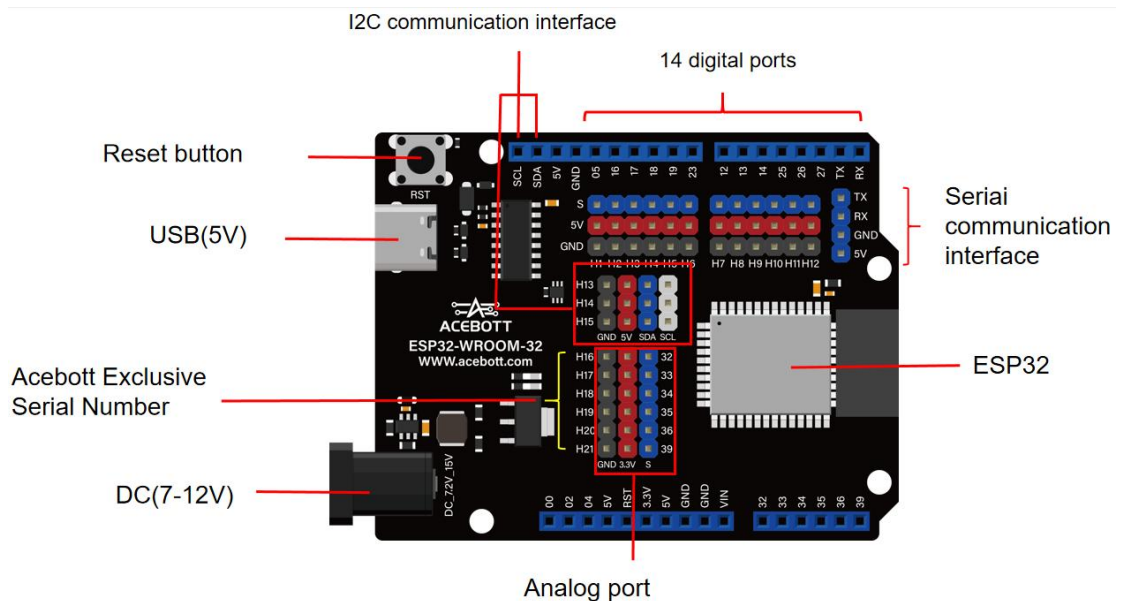 I2C communication interface
14 digital ports
Reset button
RST
SCL
SDA
5V
GND
05
16
17
18
19
23
12
13
14
25
26
27
TX
RX
USB(5V)
S
5V
GND
H1 H2 H3 H4 H5 H6
H7 H8 H9 H10 H11 H12
TX
RX
GND
5V
Seriai
communication
interface
H13
H14
H15
GND 5V SDA SCL
ACEBOTT
ESP32-WROOM-32
WWW.acebott.com
Acebott Exclusive
Serial Number
H16 32
H17 33
H18 34
H19 35
H20 36
H21 39
GND 3.3V S
ESP32
DC(7-12V)
DC_7.2V_15V
00
02
04
5V
RST
3.3V
5V
GND
GND
VIN
32
33
34
35
36
39
Analog port